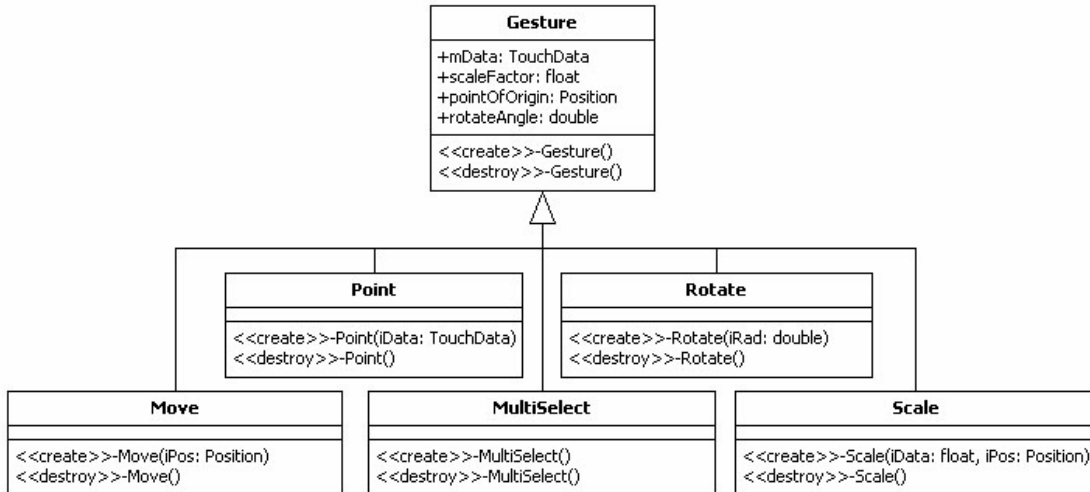 Gesture
+mData: TouchData
+scaleFactor: float
+pointOfOrigin: Position
+rotateAngle: double
<<create>>-Gesture()
<<destroy>>-Gesture()
Point
<<create>>-Point(iData: TouchData)
<<destroy>>-Point()
Rotate
<<create>>-Rotate(iRad: double)
<<destroy>>-Rotate()
Move
<<create>>-Move(iPos: Position)
<<destroy>>-Move()
MultiSelect
<<create>>-MultiSelect()
<<destroy>>-MultiSelect()
Scale
<<create>>-Scale(iData: float, iPos: Position)
<<destroy>>-Scale()